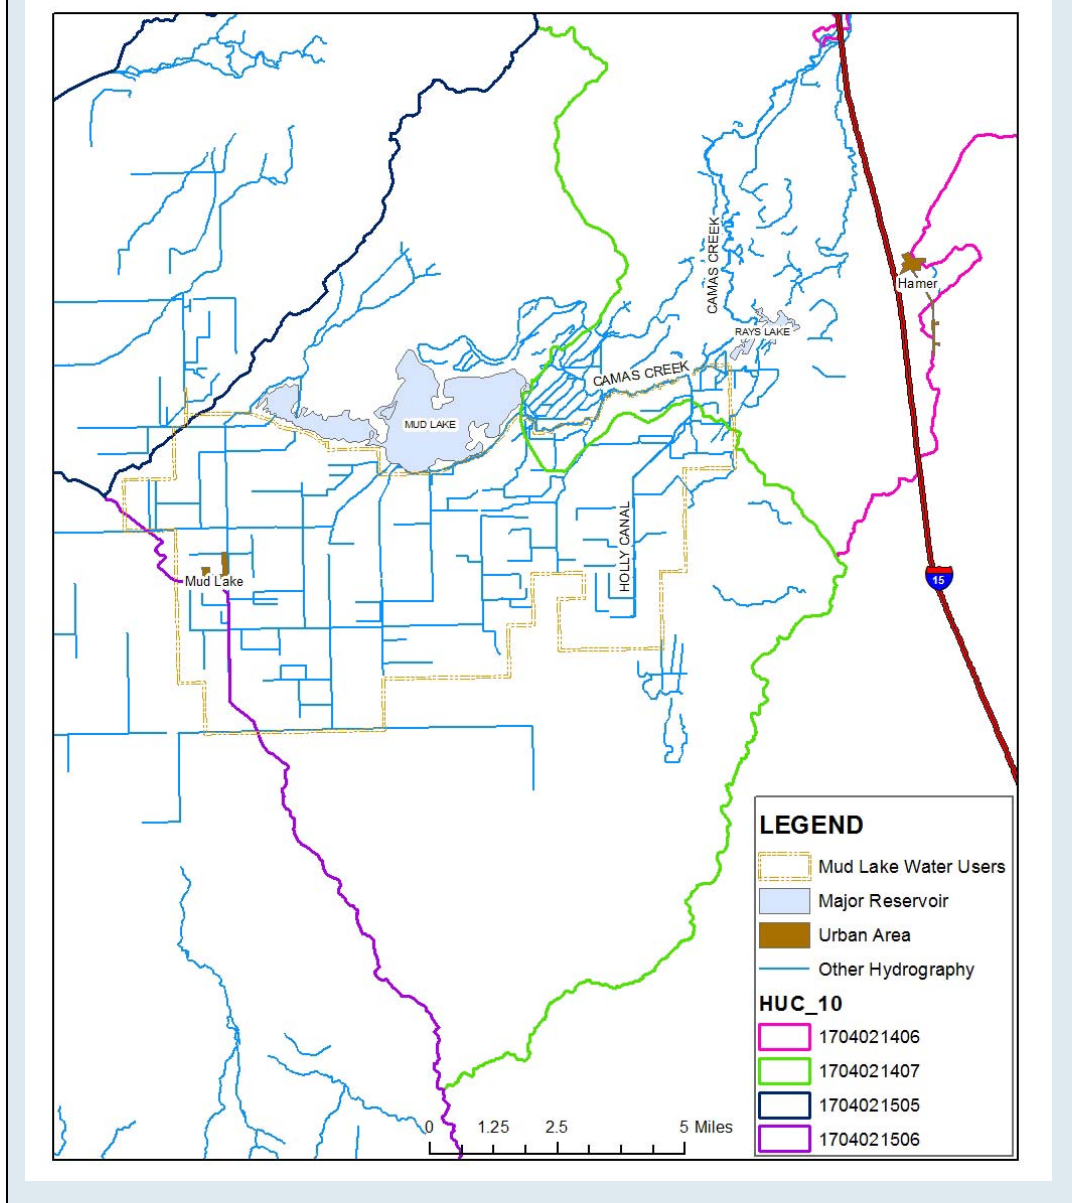 CAMAS CREEK
Hamer
RAYS LAKE
CAMAS CREEK
MUD LAKE
HOLLY CANAL
Mud Lake
15
LEGEND
Mud Lake Water Users
Major Reservoir
Urban Area
Other Hydrography
HUC_10
1704021406
1704021407
1704021505
1704021506
0 1.25 2.5 5 Miles